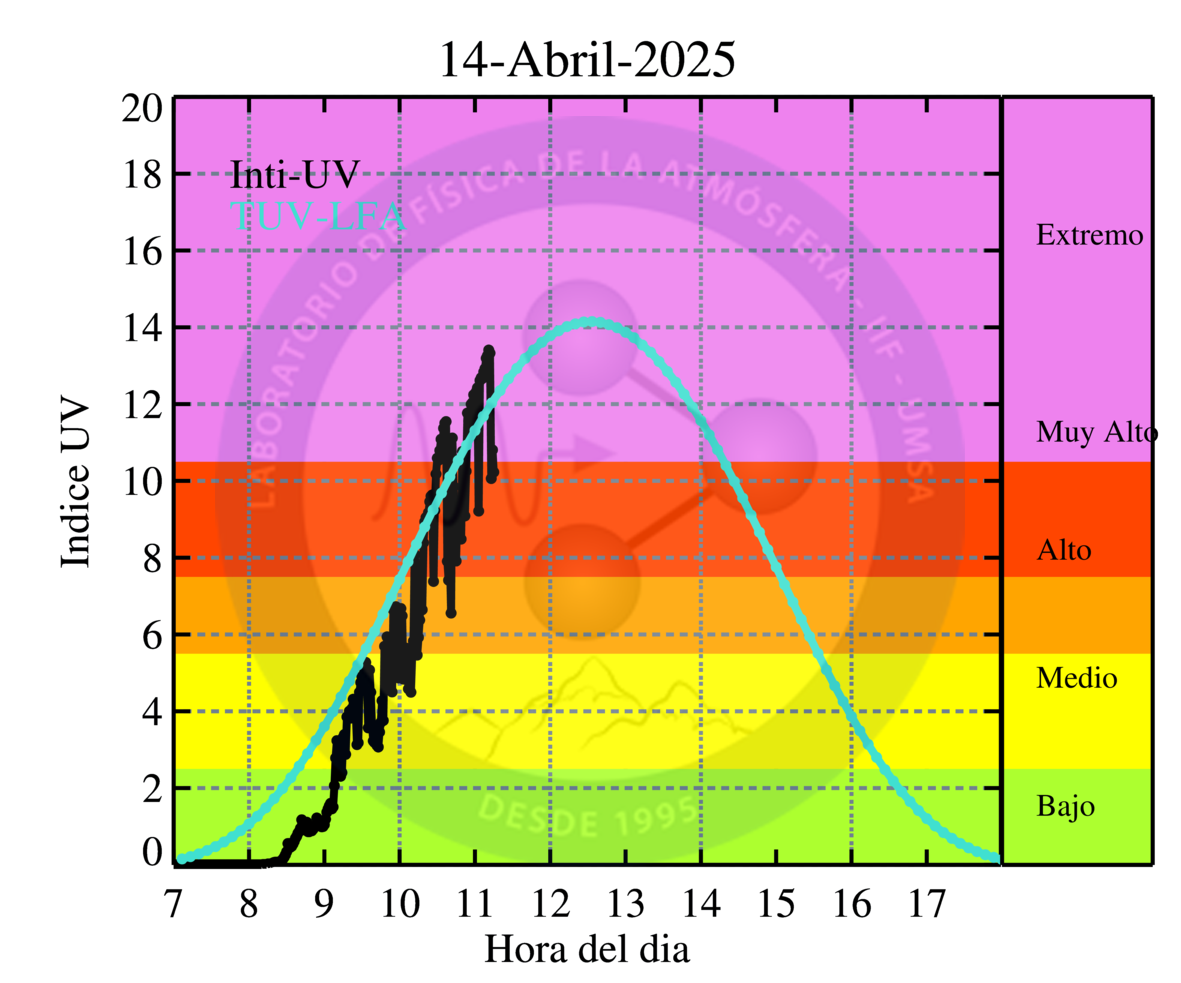 14-Abril-2025
20
18
16
14
12
10
8
6
4
2
0
Indice UV
Inti-UV
TUV-LFA
LABORATORIO DE FÍSICA DE LA ATMÓSFERA - IIF - UMSA
DESDE 1995
Extremo
Muy Alto
Alto
Medio
Bajo
7 8 9 10 11 12 13 14 15 16 17
Hora del dia